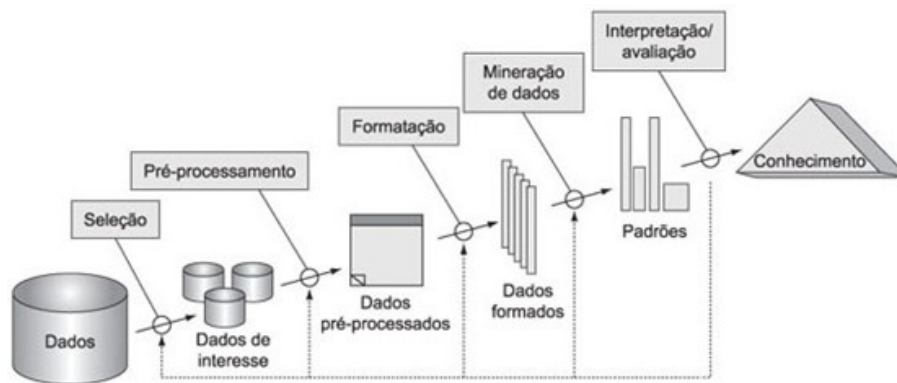 Interpretação/
avaliação
Mineração
de dados
Formatação
Conhecimento
Pré-processamento
Padrões
Seleção
Dados
formados
Dados
pré-processados
Dados de
interesse
Dados